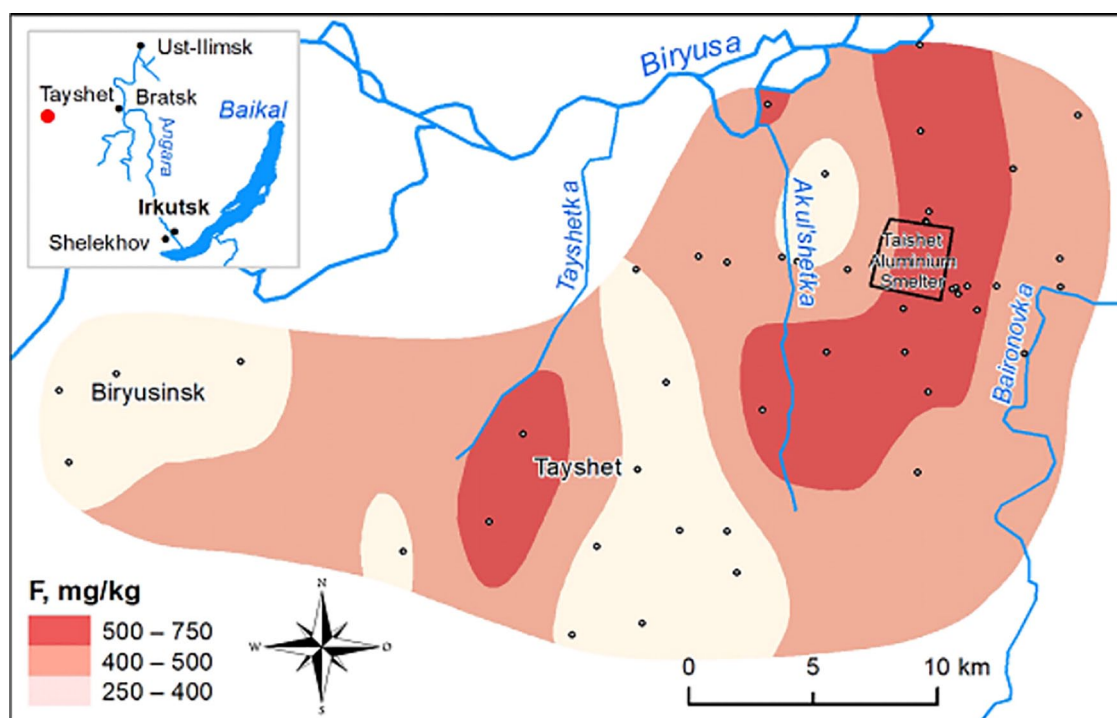 Ust-Ilimsk
Tayshet
Bratsk
Baikal
Angara
Irkutsk
Shelekhov
Biryusa
Tayshetka
Akul'shetka
Taishet
Aluminium
Smelter
Baironovka
Biryusinsk
Tayshet
F, mg/kg
500 – 750
400 – 500
250 – 400
N
W
O
S
0 5 10 km